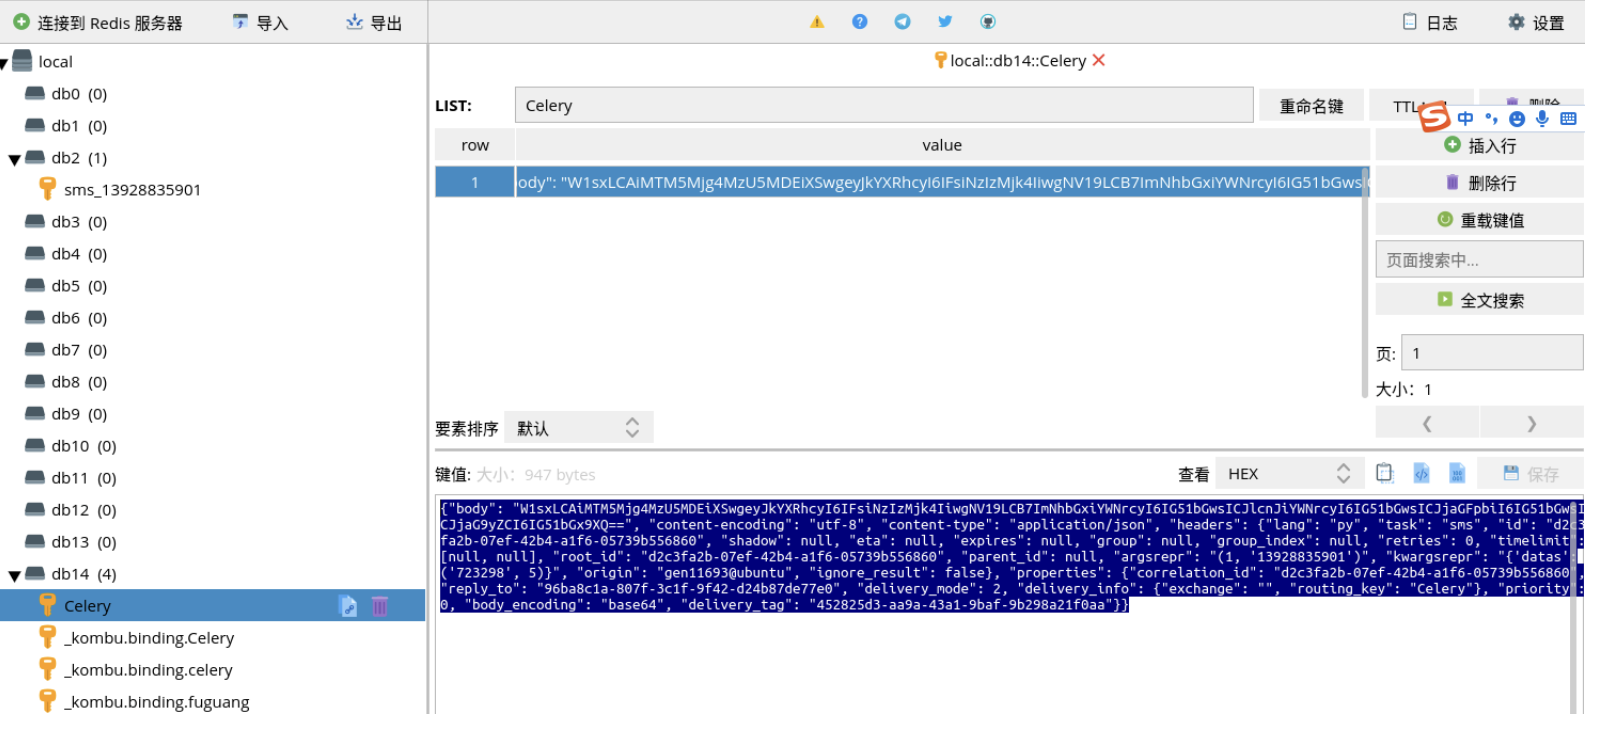 连接到 Redis 服务器
导入
导出
日志
设置
local
db0 (0)
db1 (0)
db2 (1)
sms_13928835901
db3 (0)
db4 (0)
db5 (0)
db6 (0)
db7 (0)
db8 (0)
db9 (0)
db10 (0)
db11 (0)
db12 (0)
db13 (0)
db14 (4)
Celery
_kombu.binding.Celery
_kombu.binding.celery
_kombu.binding.fuguang
local::db14::Celery
LIST:
Celery
重命名键
中
row
value
插入行
1
ody": "W1sxLCAiMTM5Mjg4MzU5MDEiXSwgeyJkYXRhcyI6IFsiNzIzMjk4IiwgNV19LCB7ImNhbGxiYWNrcyI6IG51bGws
删除行
重载键值
页面搜索中...
全文搜索
页:
1
大小: 1
要素排序
默认
键值: 大小: 947 bytes
查看
HEX
保存
{"body": "W1sxLCAiMTM5Mjg4MzU5MDEiXSwgeyJkYXRhcyI6IFsiNzIzMjk4IiwgNV19LCB7ImNhbGxiYWNrcyI6IG51bGwsICJlcnJiYWNrcyI6IG51bGwsICJjaGFpbiI6IG51bGwsI
CJjaG9yZCI6IG51bGx9XQ==", "content-encoding": "utf-8", "content-type": "application/json", "headers": {"lang": "py", "task": "sms", "id": "d2c3
fa2b-07ef-42b4-a1f6-05739b556860", "shadow": null, "eta": null, "expires": null, "group": null, "group_index": null, "retries": 0, "timelimit":
[null, null], "root_id": "d2c3fa2b-07ef-42b4-a1f6-05739b556860", "parent_id": null, "argsrepr": "(1, '13928835901')", "kwargsrepr": "{'datas':
('723298', 5)}", "origin": "gen11693@ubuntu", "ignore_result": false}, "properties": {"correlation_id": "d2c3fa2b-07ef-42b4-a1f6-05739b556860",
"reply_to": "96ba8c1a-807f-3c1f-9f42-d24b87de77e0", "delivery_mode": 2, "delivery_info": {"exchange": "", "routing_key": "Celery"}, "priority":
0, "body_encoding": "base64", "delivery_tag": "452825d3-aa9a-43a1-9baf-9b298a21f0aa"}}